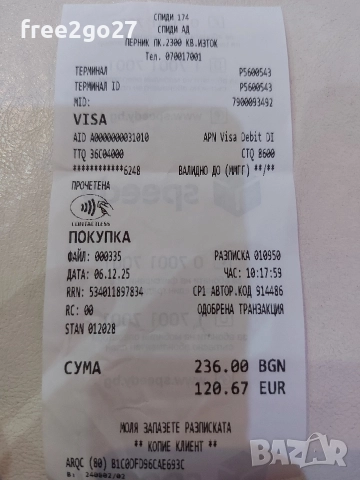 free2go27
СПИДИ 174
СПИДИ АД
ПЕРНИК ПК.2300 КВ.ИЗТОК
Тел. 070017001
ТЕРМИНАЛ P5600543
ТЕРМИНАЛ ID P5600543
MID: 7900093492
VISA
AID A0000000031010 APN Visa Debit DI
TTQ 36C04000 CTQ 8600
************6248 ВАЛИДНО ДО (ММГГ) **/**
ПРОЧЕТЕНА
CONTACTLESS
ПОКУПКА
ФАЙЛ: 000335 РАЗПИСКА 010950
ДАТА: 06.12.25 ЧАС: 10:17:59
RRN: 534011897834 CP1 АВТОР.КОД 914486
RC: 00 ОДОБРЕНА ТРАНЗАКЦИЯ
STAN 012028
СУМА 236.00 BGN
120.67 EUR
МОЛЯ ЗАПАЗЕТЕ РАЗПИСКАТА
** КОПИЕ КЛИЕНТ **
ARQC (80) B1C0DFD96CAE693C
BAZAR